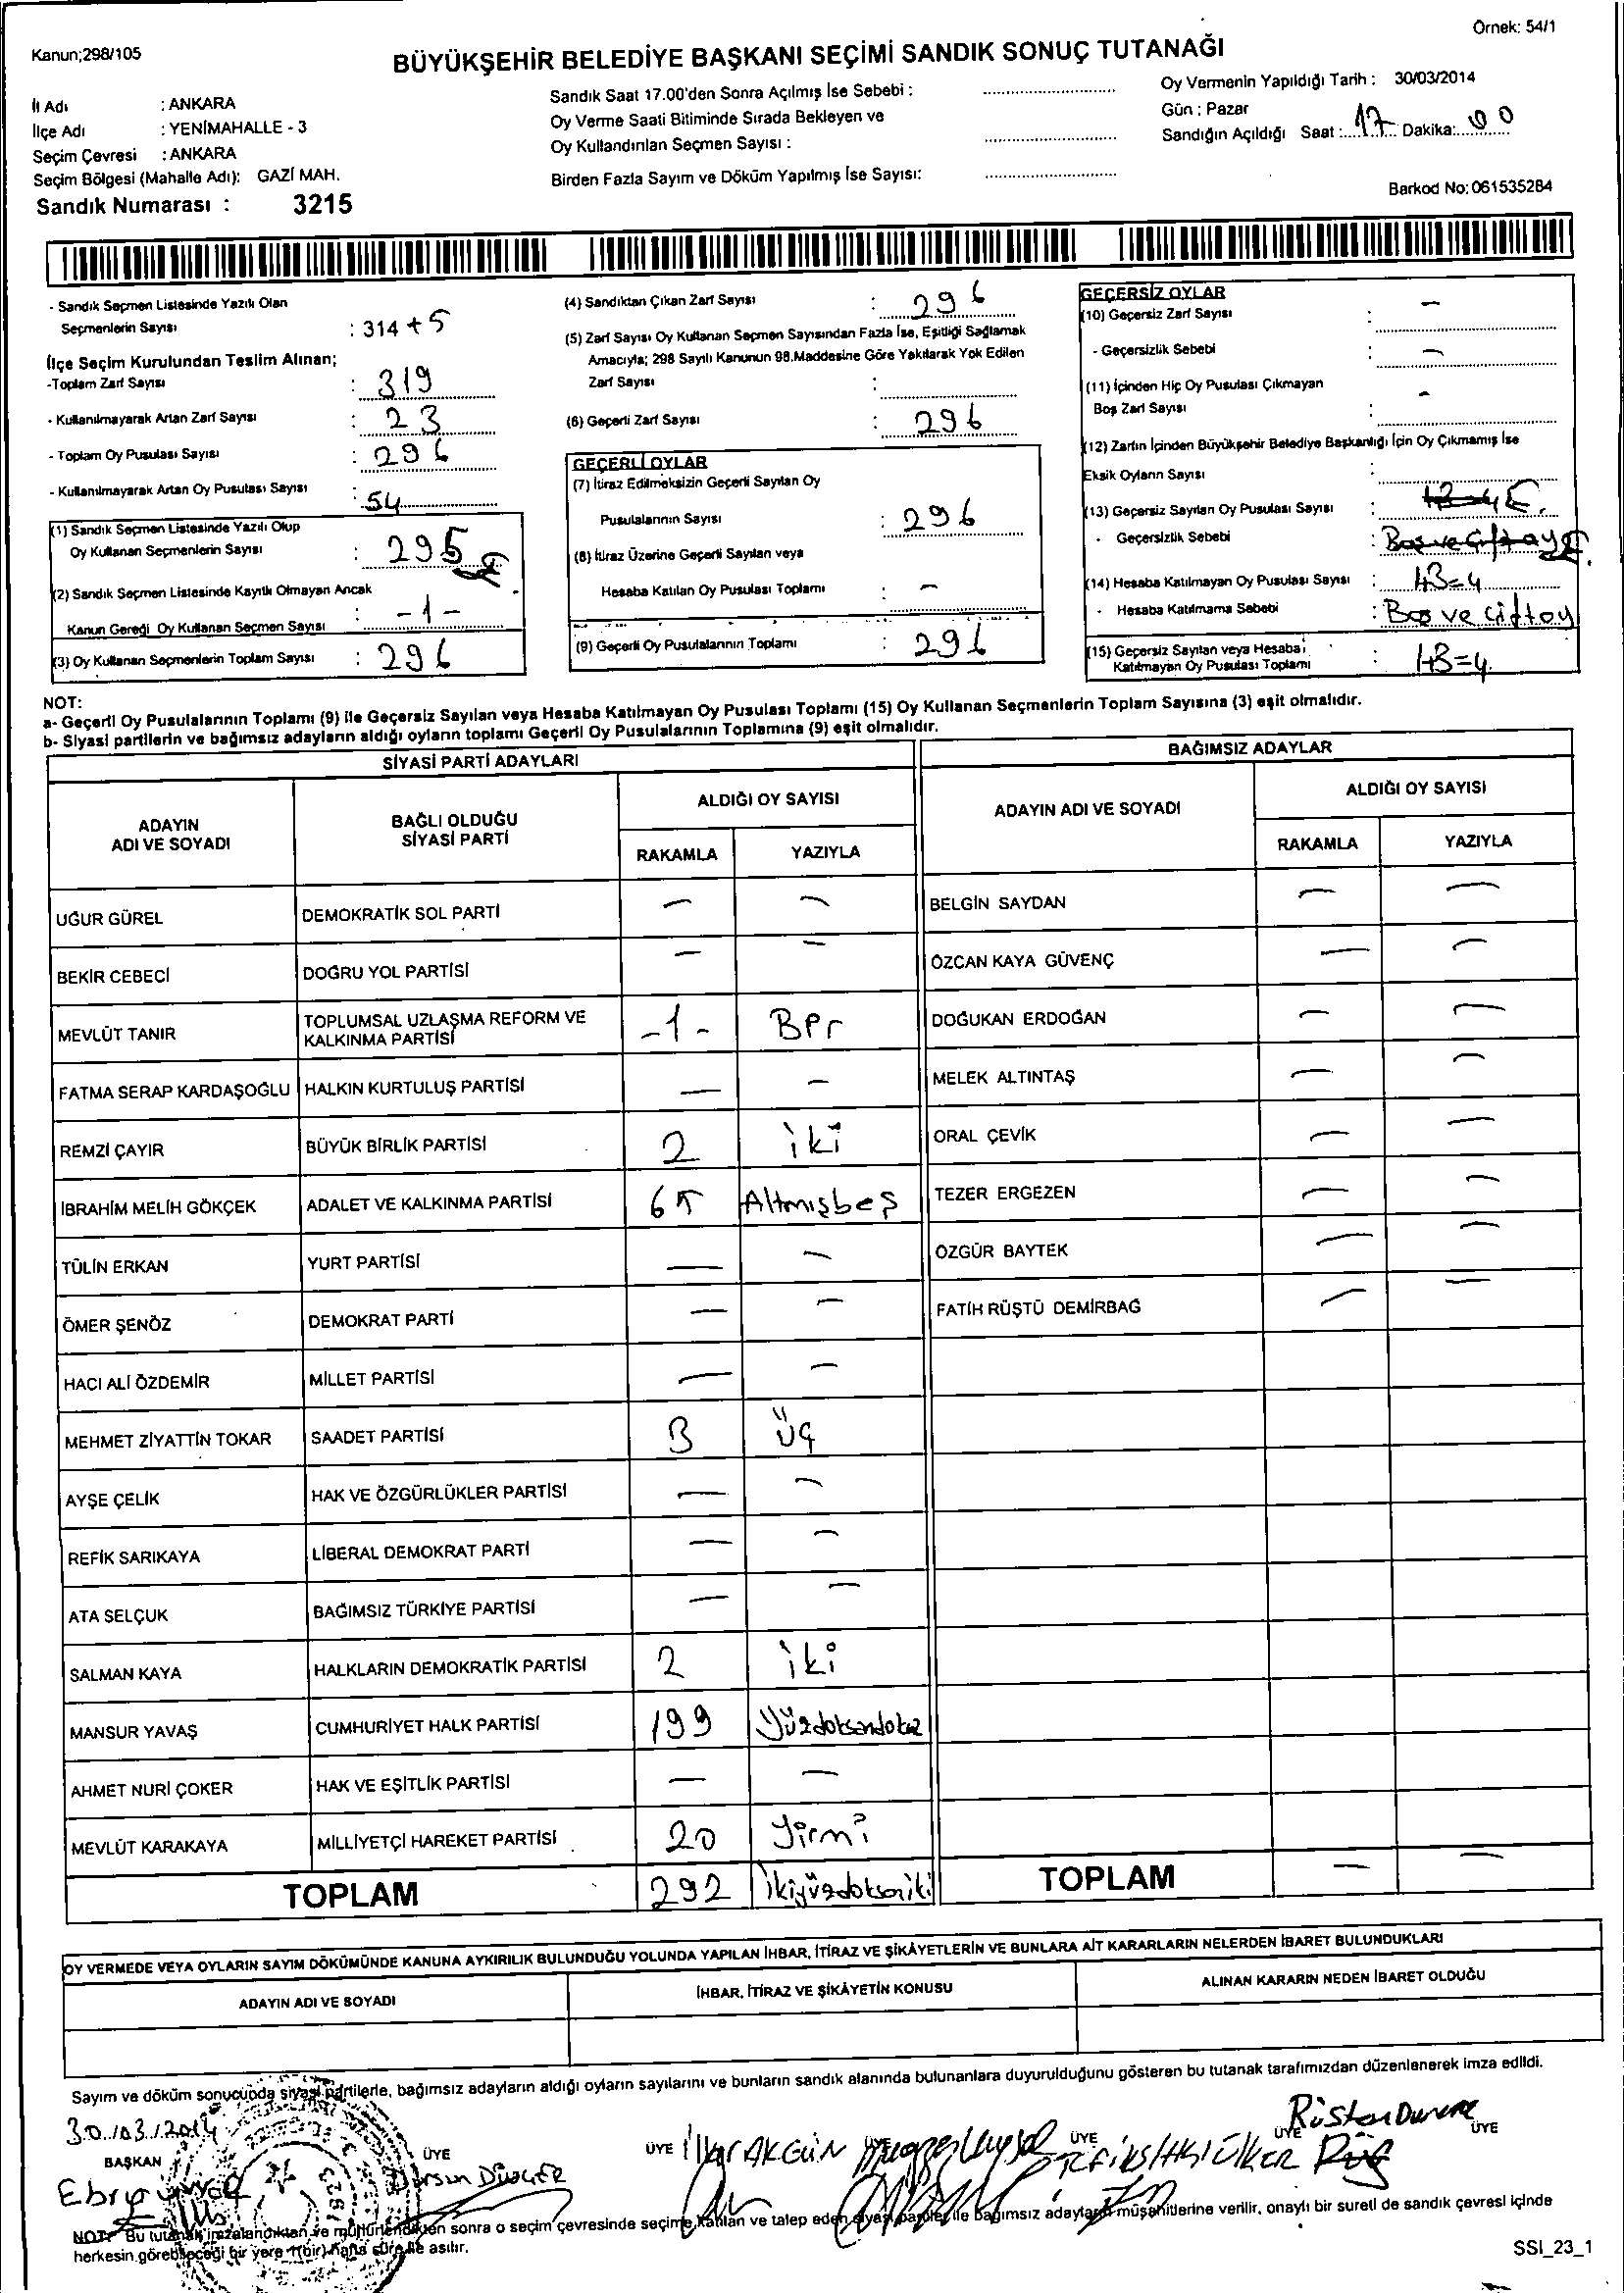 Örnek: 54/1
Kanun;298/105
BÜYÜKŞEHİR BELEDİYE BAŞKANI SEÇİMİ SANDIK SONUÇ TUTANAĞI
İl Adı : ANKARA
İlçe Adı : YENİMAHALLE - 3
Seçim Çevresi : ANKARA
Seçim Bölgesi (Mahalle Adı): GAZİ MAH.
Sandık Numarası : 3215
Sandık Saat 17.00'den Sonra Açılmış İse Sebebi :
Oy Verme Saati Bitiminde Sırada Bekleyen ve
Oy Kullandırılan Seçmen Sayısı :
Birden Fazla Sayım ve Döküm Yapılmış İse Sayısı:
Oy Vermenin Yapıldığı Tarih : 30/03/2014
Gün : Pazar
Sandığın Açıldığı Saat : 17 Dakika: 00
Barkod No: 061535284
- Sandık Seçmen Listesinde Yazılı Olan
Seçmenlerin Sayısı : 314 + 5
İlçe Seçim Kurulundan Teslim Alınan;
-Toplam Zarf Sayısı : 319
- Kullanılmayarak Artan Zarf Sayısı : 23
- Toplam Oy Pusulası Sayısı : 296
- Kullanılmayarak Artan Oy Pusulası Sayısı : 54
(1) Sandık Seçmen Listesinde Yazılı Olup
Oy Kullanan Seçmenlerin Sayısı : 295
(2) Sandık Seçmen Listesinde Kayıtlı Olmayan Ancak
Kanun Gereği Oy Kullanan Seçmen Sayısı : -1-
(3) Oy Kullanan Seçmenlerin Toplam Sayısı : 296
(4) Sandıktan Çıkan Zarf Sayısı : 296
(5) Zarf Sayısı Oy Kullanan Seçmen Sayısından Fazla İse, Eşitliği Sağlamak
Amacıyla; 298 Sayılı Kanunun 98.Maddesine Göre Yakılarak Yok Edilen
Zarf Sayısı :
(6) Geçerli Zarf Sayısı : 296
GEÇERLİ OYLAR
(7) İtiraz Edilmeksizin Geçerli Sayılan Oy
Pusulalarının Sayısı : 296
(8) İtiraz Üzerine Geçerli Sayılan veya
Hesaba Katılan Oy Pusulası Toplamı : -
(9) Geçerli Oy Pusulalarının Toplamı : 296
GEÇERSİZ OYLAR
(10) Geçersiz Zarf Sayısı : -
- Geçersizlik Sebebi : -
(11) İçinden Hiç Oy Pusulası Çıkmayan
Boş Zarf Sayısı : -
(12) Zarfın İçinden Büyükşehir Belediye Başkanlığı İçin Oy Çıkmamış İse
Eksik Oyların Sayısı :
(13) Geçersiz Sayılan Oy Pusulası Sayısı :
- Geçersizlik Sebebi : Boş ve Çift oy
(14) Hesaba Katılmayan Oy Pusulası Sayısı : 1+3=4
- Hesaba Katılmama Sebebi : Boş ve çift oy
(15) Geçersiz Sayılan veya Hesaba
Katılmayan Oy Pusulası Toplamı : 1+3=4
NOT:
a- Geçerli Oy Pusulalarının Toplamı (9) ile Geçersiz Sayılan veya Hesaba Katılmayan Oy Pusulası Toplamı (15) Oy Kullanan Seçmenlerin Toplam Sayısına (3) eşit olmalıdır.
b- Siyasi partilerin ve bağımsız adayların aldığı oyların toplamı Geçerli Oy Pusulalarının Toplamına (9) eşit olmalıdır.
SİYASİ PARTİ ADAYLARI
ADAYIN ADI VE SOYADI BAĞLI OLDUĞU SİYASİ PARTİ ALDIĞI OY SAYISI
RAKAMLA YAZIYLA
UĞUR GÜREL DEMOKRATİK SOL PARTİ - -
BEKİR CEBECİ DOĞRU YOL PARTİSİ - -
MEVLÜT TANIR TOPLUMSAL UZLAŞMA REFORM VE KALKINMA PARTİSİ -1- Bir
FATMA SERAP KARDAŞOĞLU HALKIN KURTULUŞ PARTİSİ - -
REMZİ ÇAYIR BÜYÜK BİRLİK PARTİSİ 2 iki
İBRAHİM MELİH GÖKÇEK ADALET VE KALKINMA PARTİSİ 65 Altmışbeş
TÜLİN ERKAN YURT PARTİSİ - -
ÖMER ŞENÖZ DEMOKRAT PARTİ - -
HACI ALİ ÖZDEMİR MİLLET PARTİSİ - -
MEHMET ZİYATTİN TOKAR SAADET PARTİSİ 3 üç
AYŞE ÇELİK HAK VE ÖZGÜRLÜKLER PARTİSİ - -
REFİK SARIKAYA LİBERAL DEMOKRAT PARTİ - -
ATA SELÇUK BAĞIMSIZ TÜRKİYE PARTİSİ - -
SALMAN KAYA HALKLARIN DEMOKRATİK PARTİSİ 2 iki
MANSUR YAVAŞ CUMHURİYET HALK PARTİSİ 199 Yüzdoksandokuz
AHMET NURİ ÇOKER HAK VE EŞİTLİK PARTİSİ - -
MEVLÜT KARAKAYA MİLLİYETÇİ HAREKET PARTİSİ 20 Yirmi
TOPLAM 292 ikiyüzdoksaniki
BAĞIMSIZ ADAYLAR
ADAYIN ADI VE SOYADI ALDIĞI OY SAYISI
RAKAMLA YAZIYLA
BELGİN SAYDAN - -
ÖZCAN KAYA GÜVENÇ - -
DOĞUKAN ERDOĞAN - -
MELEK ALTINTAŞ - -
ORAL ÇEVİK - -
TEZER ERGEZEN - -
ÖZGÜR BAYTEK - -
FATİH RÜŞTÜ DEMİRBAĞ - -
TOPLAM - -
OY VERMEDE VEYA OYLARIN SAYIM DÖKÜMÜNDE KANUNA AYKIRILIK BULUNDUĞU YOLUNDA YAPILAN İHBAR, İTİRAZ VE ŞİKÂYETLERİN VE BUNLARA AİT KARARLARIN NELERDEN İBARET BULUNDUKLARI
ADAYIN ADI VE SOYADI İHBAR, İTİRAZ VE ŞİKÂYETİN KONUSU ALINAN KARARIN NEDEN İBARET OLDUĞU
Sayım ve döküm sonucunda siyasi partilerle, bağımsız adayların aldığı oyların sayılarını ve bunların sandık alanında bulunanlara duyurulduğunu gösteren bu tutanak tarafımızdan düzenlenerek imza edildi.
30/03/2014
BAŞKAN ÜYE ÜYE ÜYE ÜYE ÜYE
Ebru Dursun İlker AKGÜN ÜLKER
NOT: Bu tutanak imzalandıktan ve mühürlendikten sonra o seçim çevresinde seçime katılan ve talep eden siyasi partiler ile bağımsız adayların müşahitlerine verilir, onaylı bir sureti de sandık çevresi içinde
herkesin görebileceği bir yere 1(bir) hafta süre ile asılır.
SSI_23_1